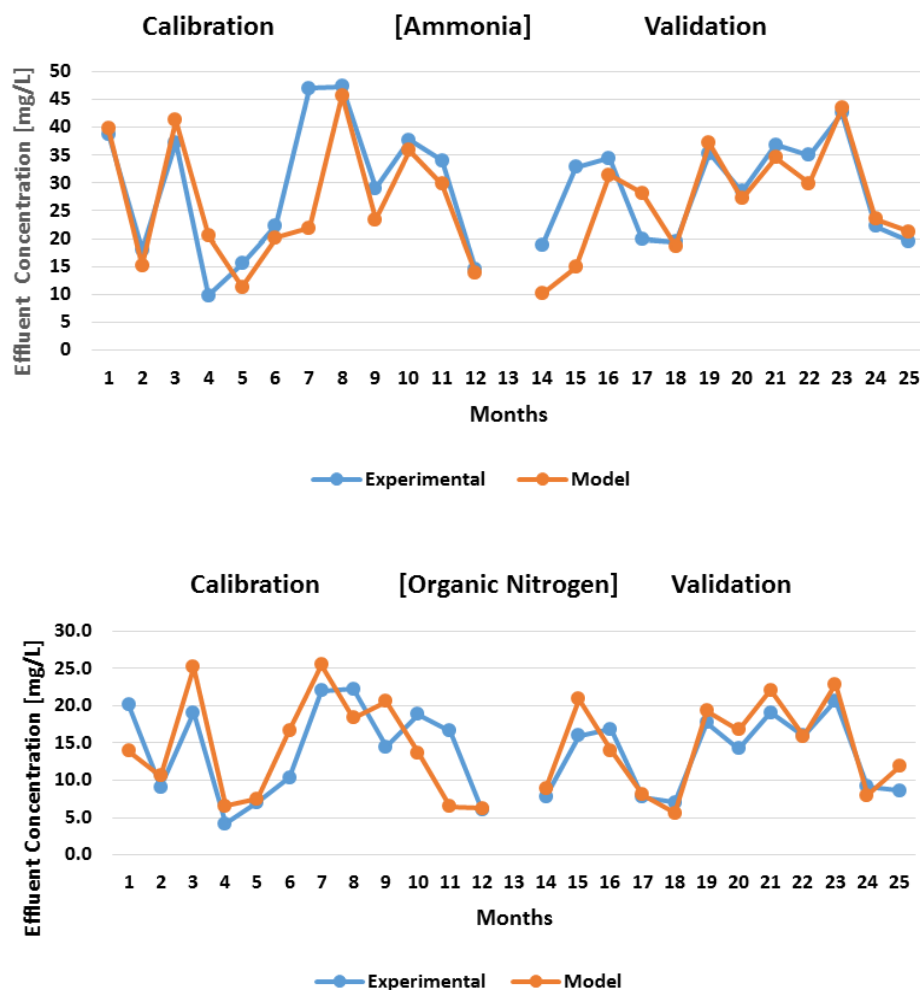 Calibration [Ammonia] Validation
Effluent Concentration [mg/L]
50
45
40
35
30
25
20
15
10
5
0
1 2 3 4 5 6 7 8 9 10 11 12 13 14 15 16 17 18 19 20 21 22 23 24 25
Months
Experimental Model
Calibration [Organic Nitrogen] Validation
Effluent Concentration [mg/L]
30.0
25.0
20.0
15.0
10.0
5.0
0.0
1 2 3 4 5 6 7 8 9 10 11 12 13 14 15 16 17 18 19 20 21 22 23 24 25
Months
Experimental Model